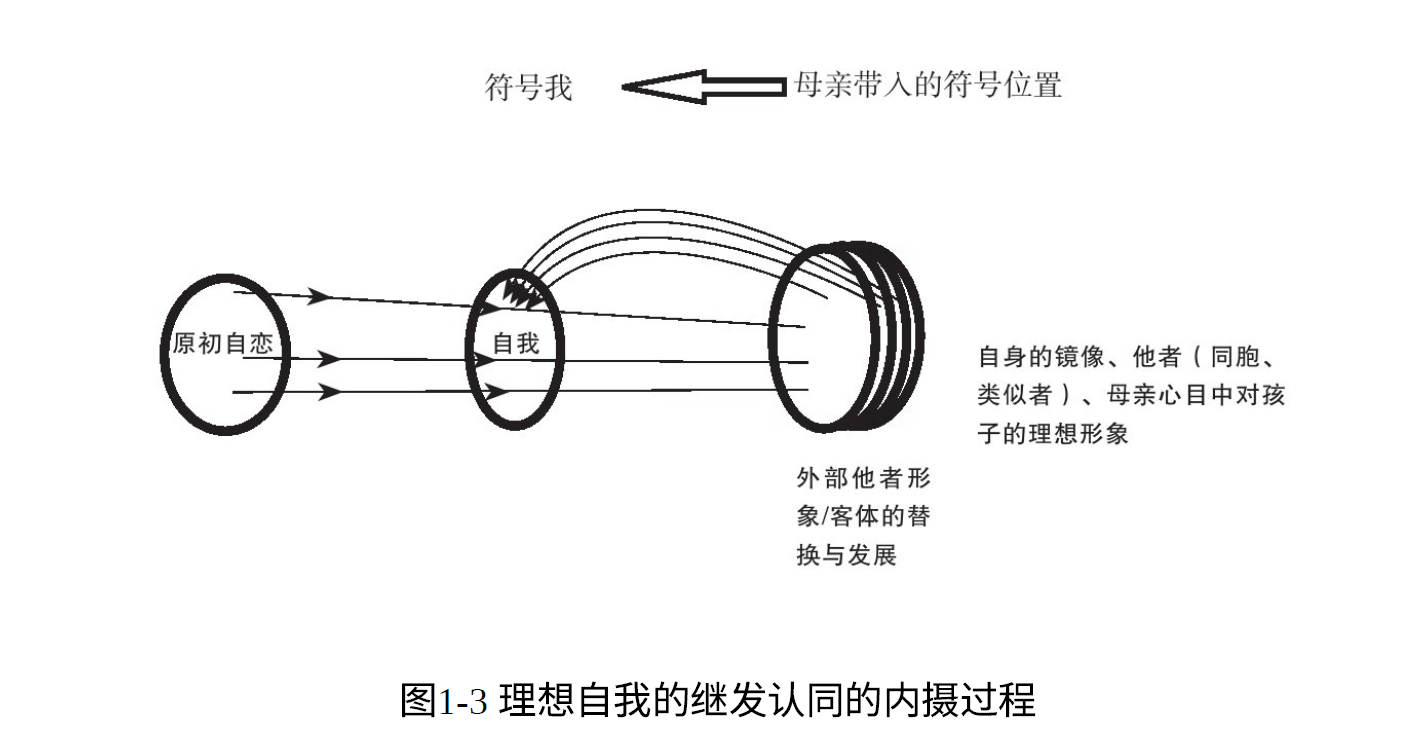 符号我 母亲带入的符号位置
原初自恋
自我
自身的镜像、他者（同胞、
类似者）、母亲心目中对孩
子的理想形象
外部他者形
象/客体的替
换与发展
图1-3 理想自我的继发认同的内摄过程